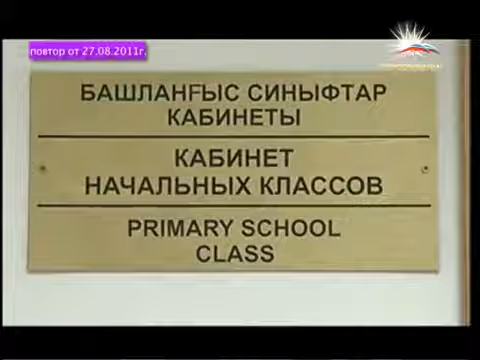 повтор от 27.08.2011г.
БАШЛАНҒЫС СИНЫФТАР
КАБИНЕТЫ
КАБИНЕТ
НАЧАЛЬНЫХ КЛАССОВ
PRIMARY SCHOOL
CLASS